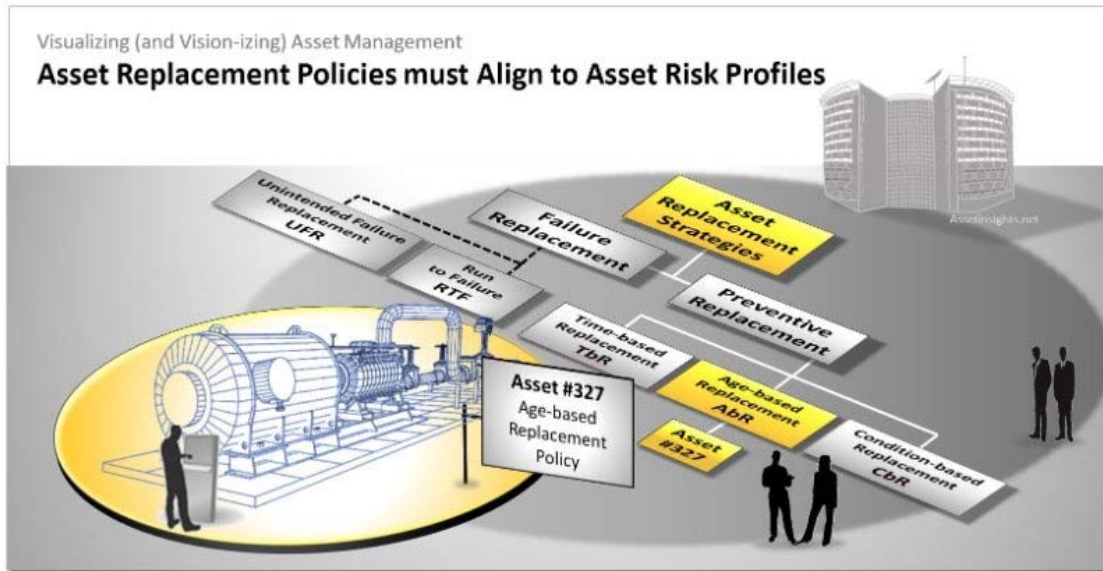 Visualizing (and Vision-izing) Asset Management
Asset Replacement Policies must Align to Asset Risk Profiles
Assetinsights.net
Asset
Replacement
Strategies
Failure
Replacement
Unintended Failure
Replacement
UFR
Run
to Failure
RTF
Preventive
Replacement
Time-based
Replacement
TbR
Age-based
Replacement
AbR
Condition-based
Replacement
CbR
Asset
#327
Asset #327
Age-based
Replacement
Policy